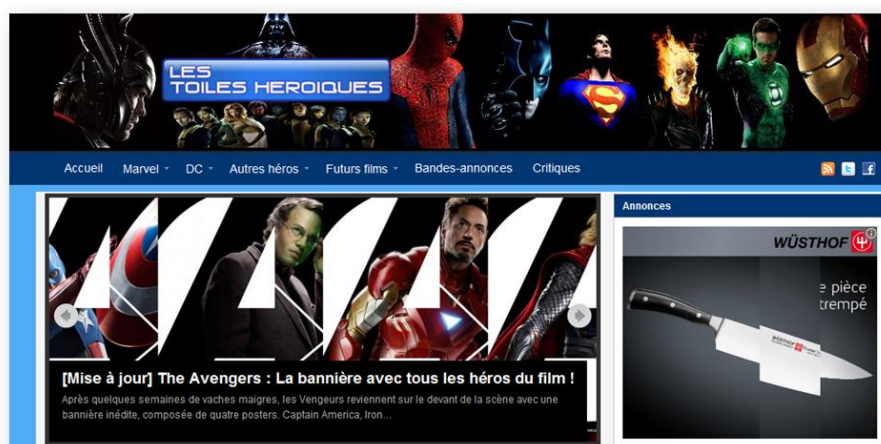 LES
TOILES HEROIQUES
Accueil Marvel DC Autres héros Futurs films Bandes-annonces Critiques
[Mise à jour] The Avengers : La bannière avec tous les héros du film !
Après quelques semaines de vaches maigres, les Vengeurs reviennent sur le devant de la scène avec une
bannière inédite, composée de quatre posters. Captain America, Iron…
Annonces
WÜSTHOF
pièce
trempé
WÜSTHOF